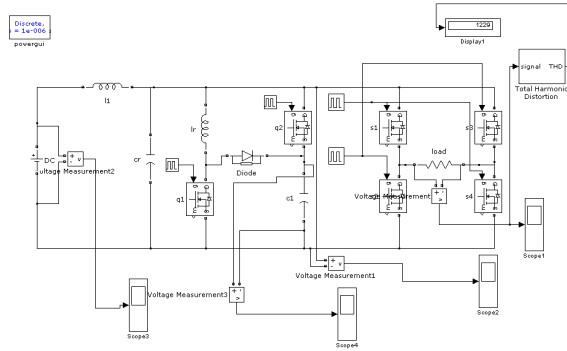 Discrete,
= 1e-006
powergui
1229
Display1
signal THD
Total Harmonic
Distortion
l1
lr
cr
q2
s1
s3
DC
+
-
v
oltage Measurement2
Diode
load
q1
c1
Voltage Measurement
s4
Scope1
Voltage Measurement1
Voltage Measurement3
Scope3
Scope2
Scope4